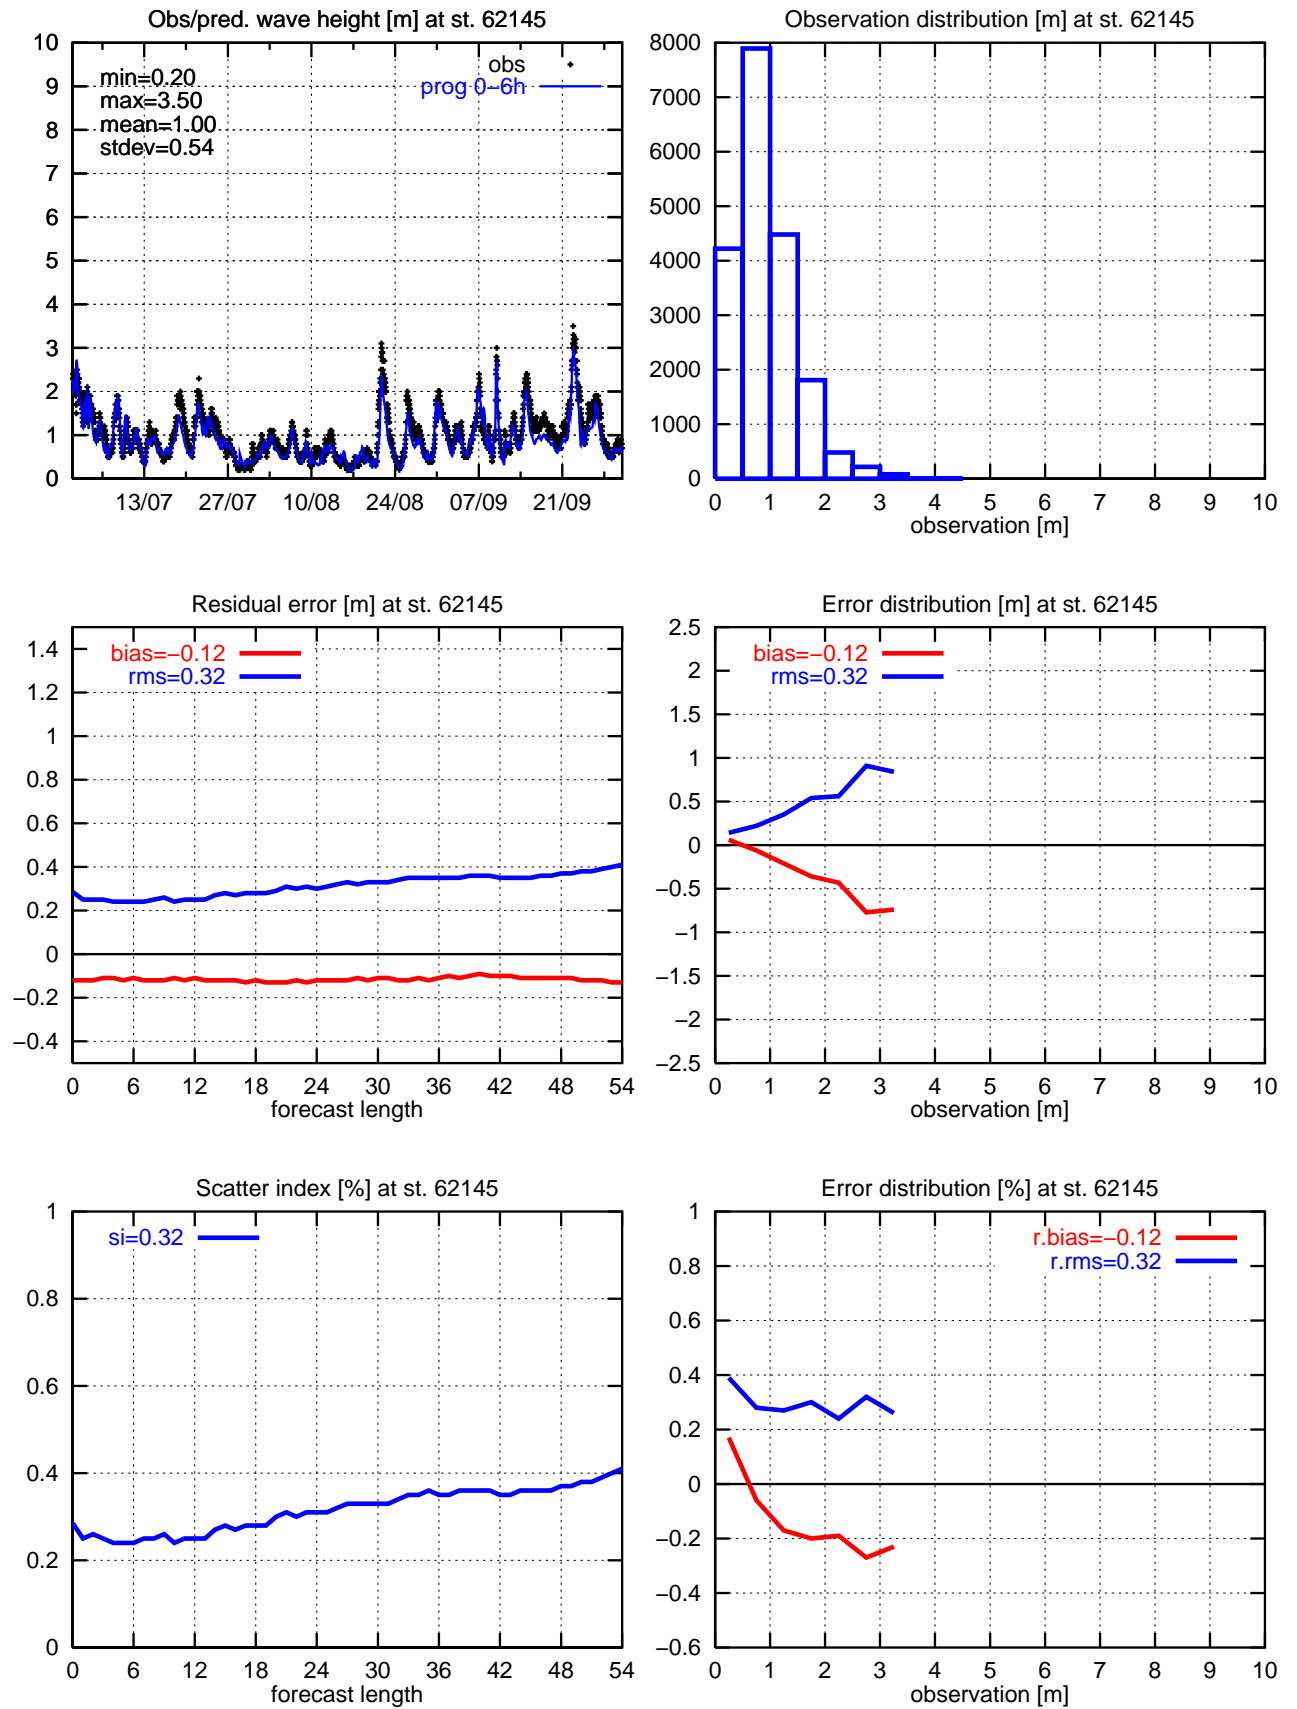 Obs/pred. wave height [m] at st. 62145
10
9
8
7
6
5
4
3
2
1
0
min=0.20
max=3.50
mean=1.00
stdev=0.54
obs
prog 0−6h
13/07 27/07 10/08 24/08 07/09 21/09
Observation distribution [m] at st. 62145
8000
7000
6000
5000
4000
3000
2000
1000
0
0 1 2 3 4 5 6 7 8 9 10
observation [m]
Residual error [m] at st. 62145
1.4
1.2
1
0.8
0.6
0.4
0.2
0
−0.2
−0.4
bias=−0.12
rms=0.32
0 6 12 18 24 30 36 42 48 54
forecast length
Error distribution [m] at st. 62145
2.5
2
1.5
1
0.5
0
−0.5
−1
−1.5
−2
−2.5
bias=−0.12
rms=0.32
0 1 2 3 4 5 6 7 8 9 10
observation [m]
Scatter index [%] at st. 62145
1
0.8
0.6
0.4
0.2
0
si=0.32
0 6 12 18 24 30 36 42 48 54
forecast length
Error distribution [%] at st. 62145
1
0.8
0.6
0.4
0.2
0
−0.2
−0.4
−0.6
r.bias=−0.12
r.rms=0.32
0 1 2 3 4 5 6 7 8 9 10
observation [m]